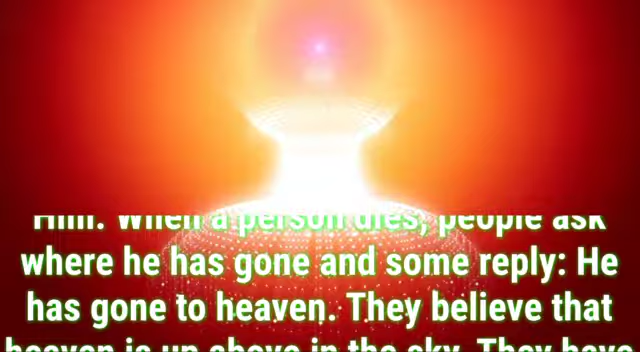 Him. When a person dies, people ask
where he has gone and some reply: He
has gone to heaven. They believe that
heaven is up above in the sky. They have